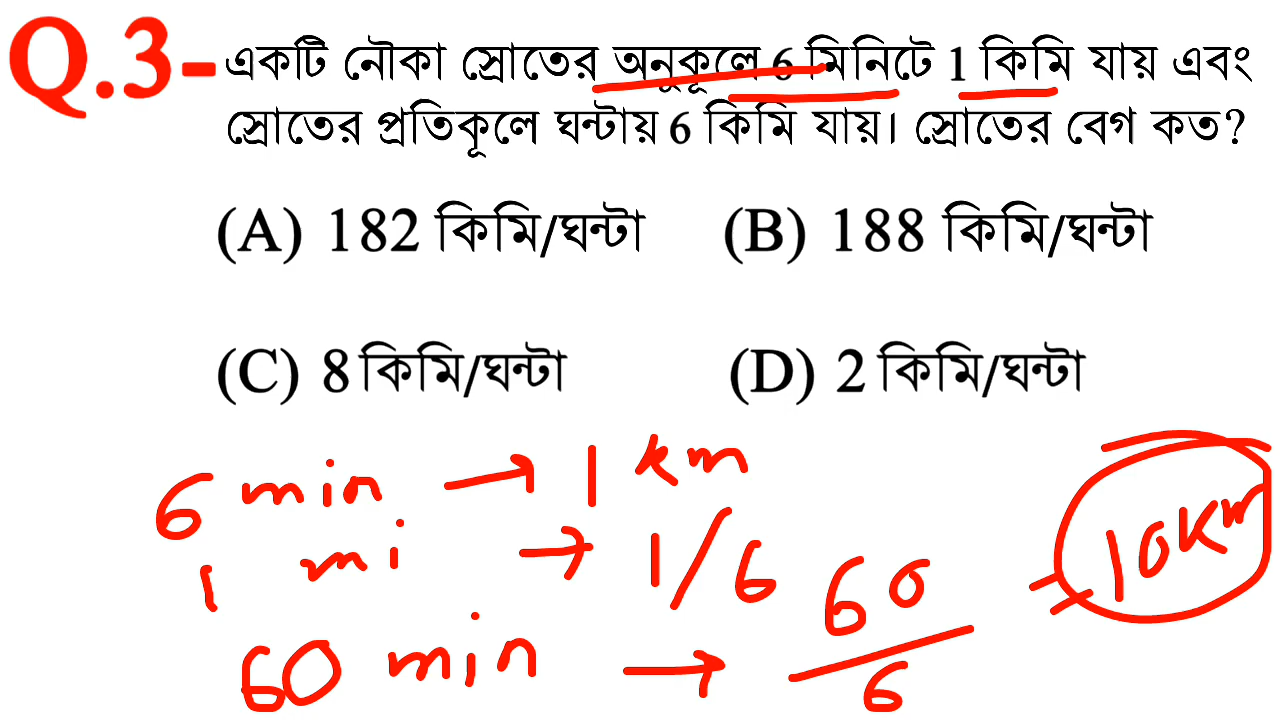 Q.3- একটি নৌকা স্রোতের অনুকূলে 6 মিনিটে 1 কিমি যায় এবং
স্রোতের প্রতিকূলে ঘন্টায় 6 কিমি যায়। স্রোতের বেগ কত?
(A) 182 কিমি/ঘন্টা (B) 188 কিমি/ঘন্টা
(C) 8 কিমি/ঘন্টা (D) 2 কিমি/ঘন্টা
6 min → 1 km
1 mi → 1/6
60 min → 60/6 = 10km